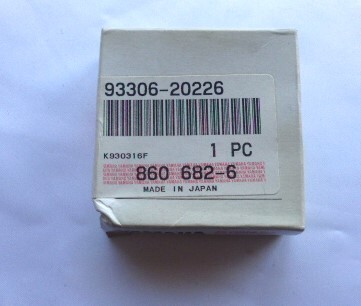 93306-20226
1 PC
K930316F
860 682-6
MADE IN JAPAN